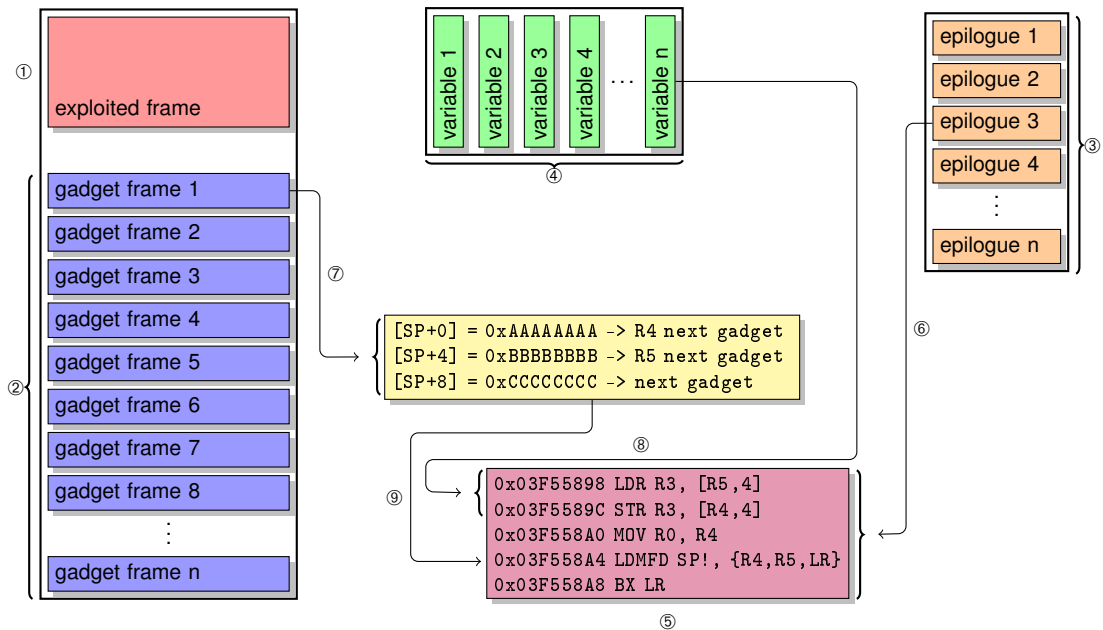 ①
exploited frame
②
gadget frame 1
gadget frame 2
gadget frame 3
gadget frame 4
gadget frame 5
gadget frame 6
gadget frame 7
gadget frame 8
⋮
gadget frame n
variable 1
variable 2
variable 3
variable 4
...
variable n
④
epilogue 1
epilogue 2
epilogue 3
epilogue 4
⋮
epilogue n
③
⑦
⑥
[SP+0] = 0xAAAAAAAA -> R4 next gadget
[SP+4] = 0xBBBBBBBB -> R5 next gadget
[SP+8] = 0xCCCCCCCC -> next gadget
⑧
⑨
0x03F55898 LDR R3, [R5,4]
0x03F5589C STR R3, [R4,4]
0x03F558A0 MOV R0, R4
0x03F558A4 LDMFD SP!, {R4,R5,LR}
0x03F558A8 BX LR
⑤